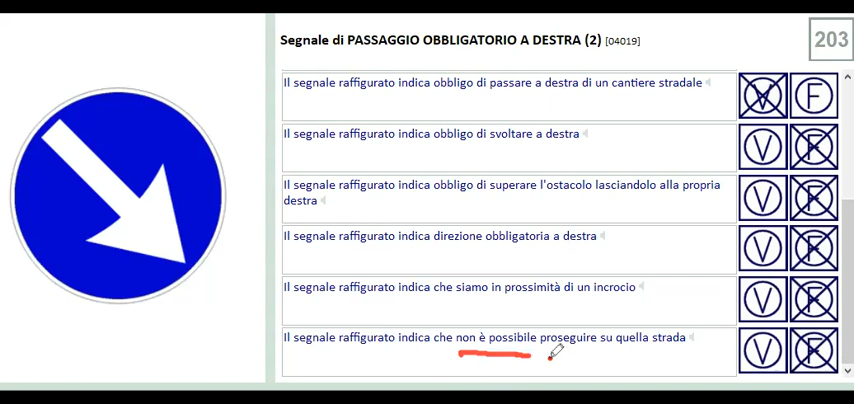 Segnale di PASSAGGIO OBBLIGATORIO A DESTRA (2) [04019]
203
Il segnale raffigurato indica obbligo di passare a destra di un cantiere stradale
V F
Il segnale raffigurato indica obbligo di svoltare a destra
V F
Il segnale raffigurato indica obbligo di superare l'ostacolo lasciandolo alla propria
destra
V F
Il segnale raffigurato indica direzione obbligatoria a destra
V F
Il segnale raffigurato indica che siamo in prossimità di un incrocio
V F
Il segnale raffigurato indica che non è possibile proseguire su quella strada
V F